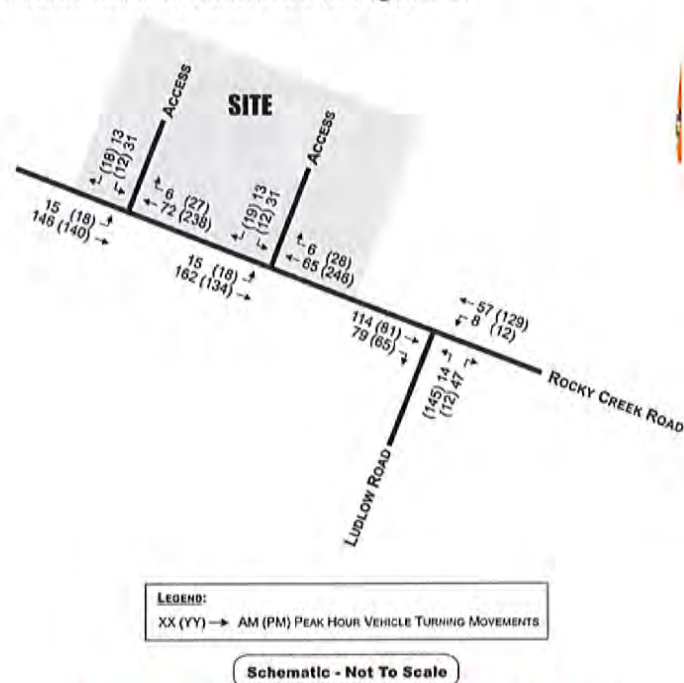 ACCESS
SITE
ACCESS
(18) 13
(12) 31
6 (27)
72 (238)
15 (18)
146 (140)
(19) 13
(12) 31
6 (28)
65 (246)
15 (18)
162 (134)
57 (129)
8 (12)
114 (81)
79 (65)
(145) 14
(12) 47
ROCKY CREEK ROAD
LUDLOW ROAD
LEGEND:
XX (YY) → AM (PM) PEAK HOUR VEHICLE TURNING MOVEMENTS
Schematic - Not To Scale